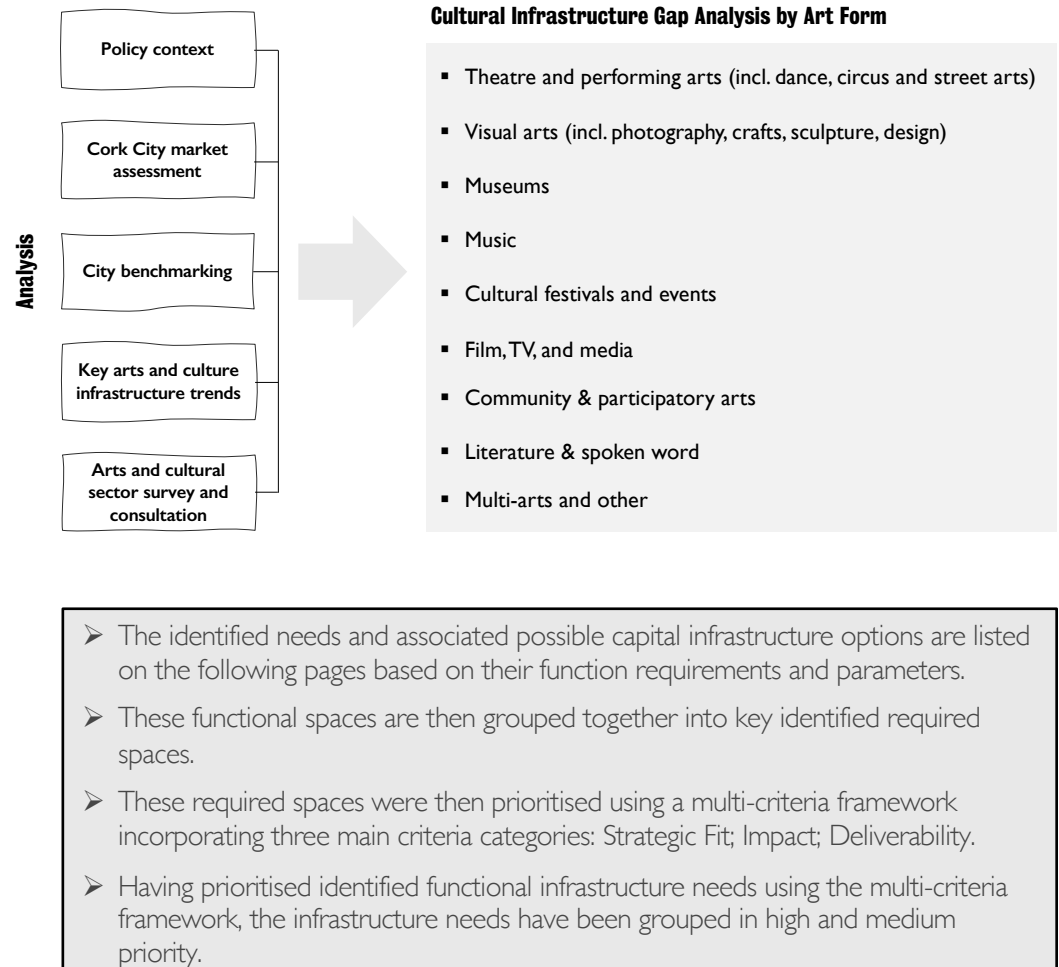 Cultural Infrastructure Gap Analysis by Art Form
Analysis
Policy context
Cork City market
assessment
City benchmarking
Key arts and culture
infrastructure trends
Arts and cultural
sector survey and
consultation
▪ Theatre and performing arts (incl. dance, circus and street arts)
▪ Visual arts (incl. photography, crafts, sculpture, design)
▪ Museums
▪ Music
▪ Cultural festivals and events
▪ Film, TV, and media
▪ Community & participatory arts
▪ Literature & spoken word
▪ Multi-arts and other
➢ The identified needs and associated possible capital infrastructure options are listed
on the following pages based on their function requirements and parameters.
➢ These functional spaces are then grouped together into key identified required
spaces.
➢ These required spaces were then prioritised using a multi-criteria framework
incorporating three main criteria categories: Strategic Fit; Impact; Deliverability.
➢ Having prioritised identified functional infrastructure needs using the multi-criteria
framework, the infrastructure needs have been grouped in high and medium
priority.